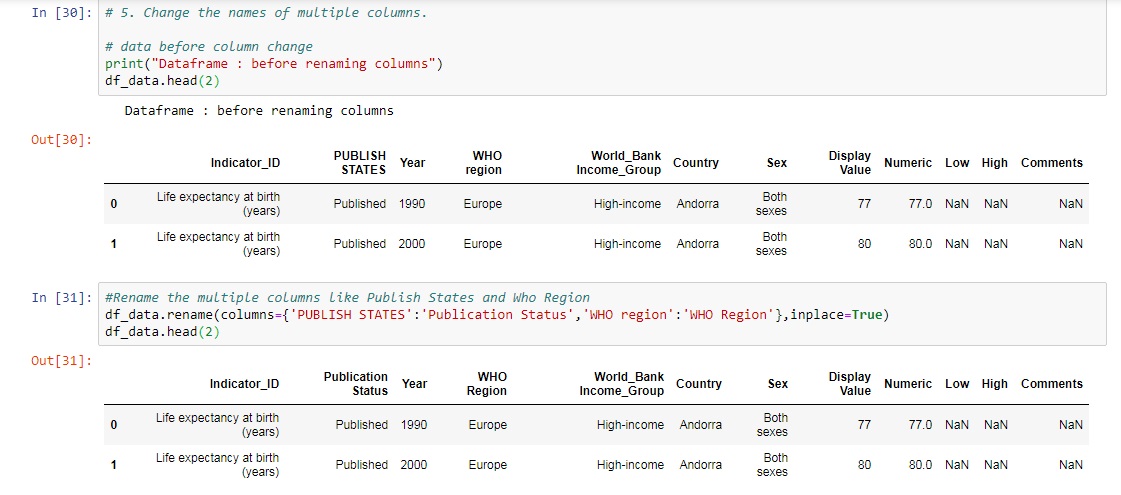 In [30]: # 5. Change the names of multiple columns.
# data before column change
print("Dataframe : before renaming columns")
df_data.head(2)
Dataframe : before renaming columns
Out[30]:
Indicator_ID PUBLISH STATES Year WHO region World_Bank Income_Group Country Sex Display Value Numeric Low High Comments
0 Life expectancy at birth (years) Published 1990 Europe High-income Andorra Both sexes 77 77.0 NaN NaN NaN
1 Life expectancy at birth (years) Published 2000 Europe High-income Andorra Both sexes 80 80.0 NaN NaN NaN
In [31]: #Rename the multiple columns like Publish States and Who Region
df_data.rename(columns={'PUBLISH STATES':'Publication Status','WHO region':'WHO Region'},inplace=True)
df_data.head(2)
Out[31]:
Indicator_ID Publication Status Year WHO Region World_Bank Income_Group Country Sex Display Value Numeric Low High Comments
0 Life expectancy at birth (years) Published 1990 Europe High-income Andorra Both sexes 77 77.0 NaN NaN NaN
1 Life expectancy at birth (years) Published 2000 Europe High-income Andorra Both sexes 80 80.0 NaN NaN NaN